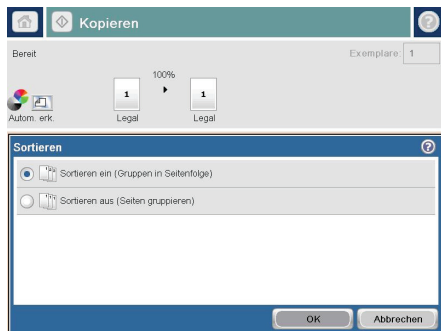 Kopieren
Bereit
Exemplare: 1
100%
1 1
Autom. erk. Legal Legal
Sortieren
Sortieren ein (Gruppen in Seitenfolge)
Sortieren aus (Seiten gruppieren)
OK Abbrechen